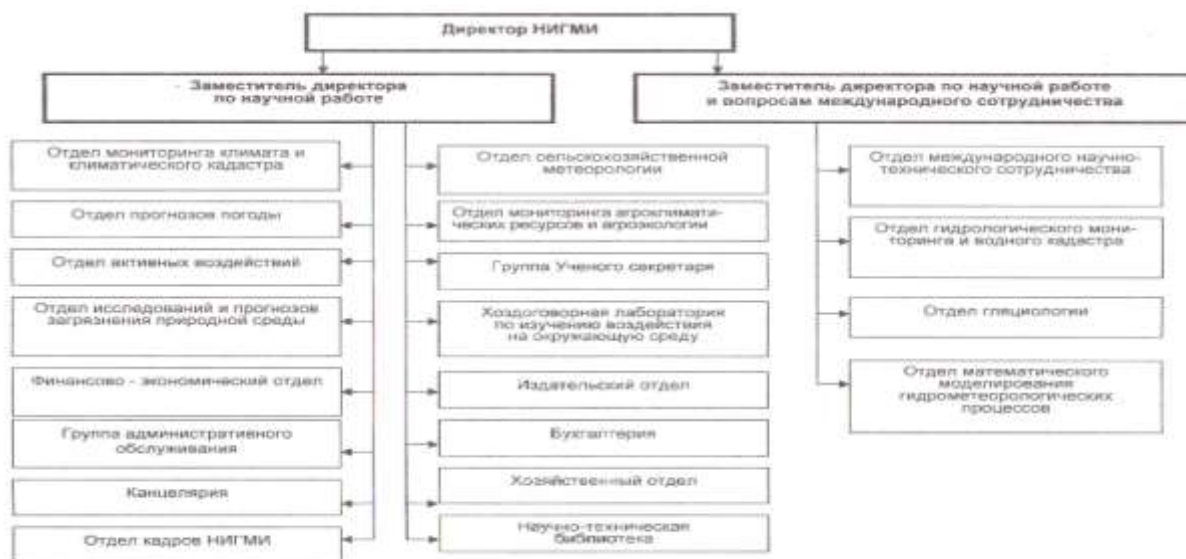 Директор НИГМИ
Заместитель директора
по научной работе
Заместитель директора по научной работе
и вопросам международного сотрудничества
Отдел мониторинга климата и
климатического кадастра
Отдел прогнозов погоды
Отдел активных воздействий
Отдел исследований и прогнозов
загрязнения природной среды
Финансово - экономический отдел
Группа административного
обслуживания
Канцелярия
Отдел кадров НИГМИ
Отдел сельскохозяйственной
метеорологии
Отдел мониторинга агроклимати-
ческих ресурсов и агроэкологии
Группа Ученого секретаря
Хоздоговорная лаборатория
по изучению воздействия
на окружающую среду
Издательский отдел
Бухгалтерия
Хозяйственный отдел
Научно-техническая
библиотека
Отдел международного научно-
технического сотрудничества
Отдел гидрологического мони-
торинга и водного кадастра
Отдел гляциологии
Отдел математического
моделирования
гидрометеорологических
процессов